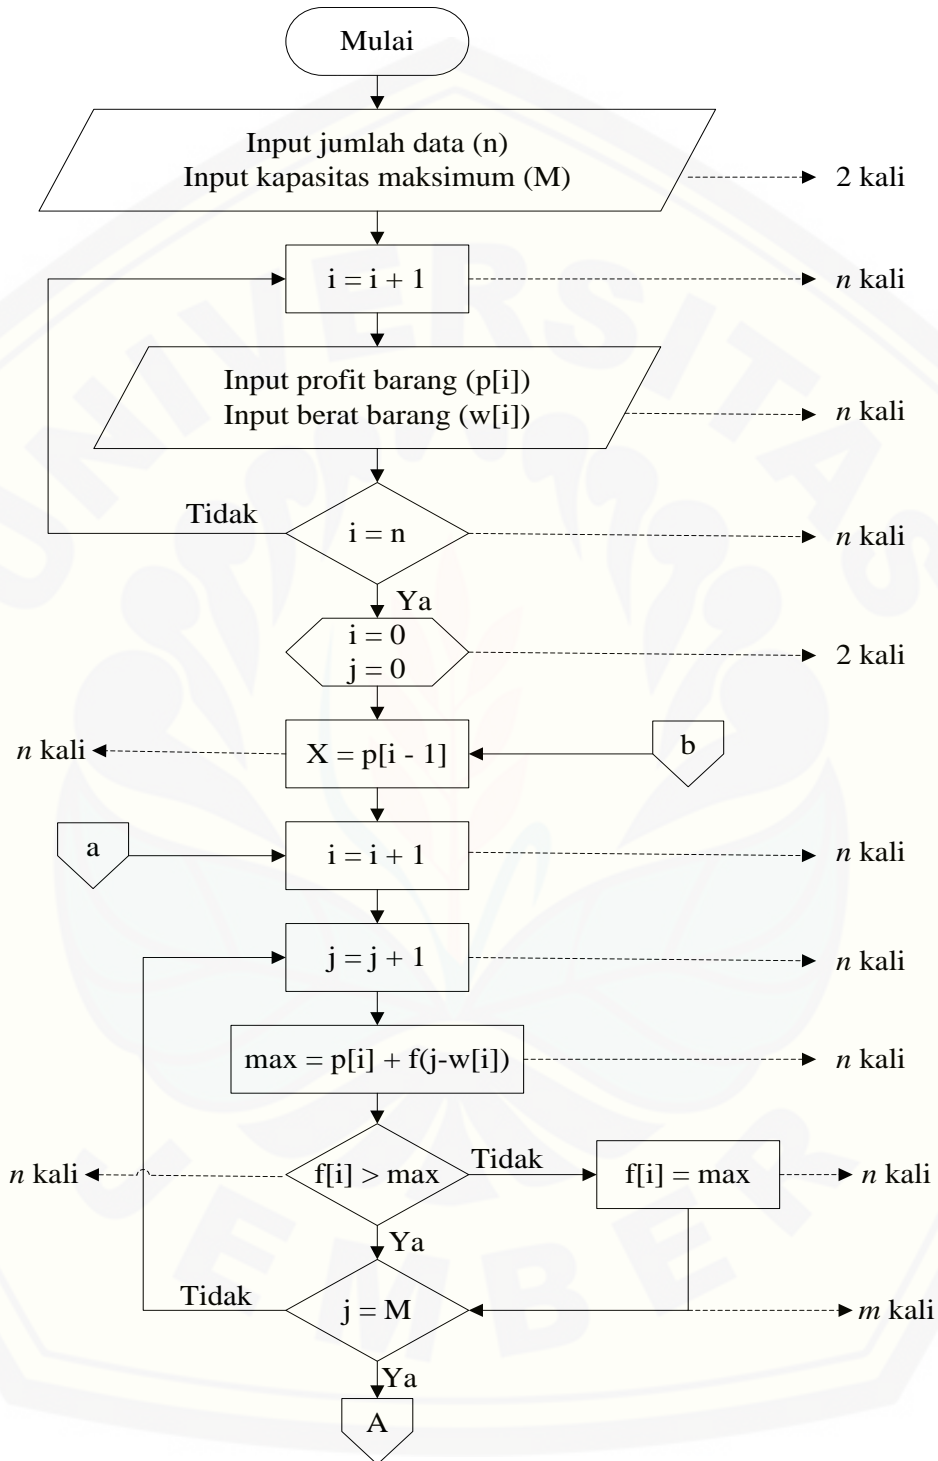 Mulai
Input jumlah data (n)
Input kapasitas maksimum (M)
2 kali
i = i + 1
n kali
Input profit barang (p[i])
Input berat barang (w[i])
n kali
Tidak
i = n
n kali
Ya
i = 0
j = 0
2 kali
n kali
X = p[i - 1]
b
a
i = i + 1
n kali
j = j + 1
n kali
max = p[i] + f(j-w[i])
n kali
n kali
f[i] > max
Tidak
f[i] = max
n kali
Ya
Tidak
j = M
m kali
Ya
A
UNIVERSITAS
JEMBER